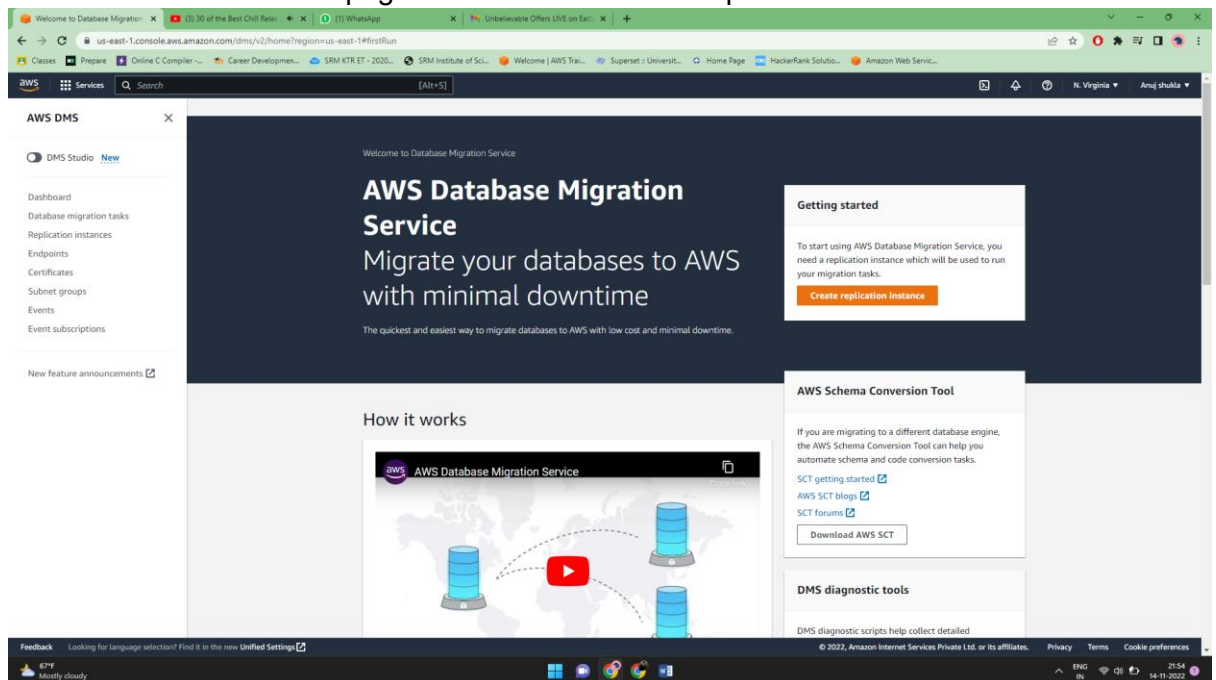 Welcome to Database Migration
(3) 30 of the Best Chill Relax
(1) WhatsApp
Unbelievable Offers LIVE on Eat
us-east-1.console.aws.amazon.com/dms/v2/home?region=us-east-1#firstRun
Classes Prepare Online C Compiler -... Career Developmen... SRM KTR ET - 2020... SRM Institute of Sci... Welcome | AWS Trai... Superset :: Universit... Home Page HackerRank Solutio... Amazon Web Servic...
aws Services Search [Alt+S] N. Virginia Anuj shukla
AWS DMS
DMS Studio New
Dashboard
Database migration tasks
Replication instances
Endpoints
Certificates
Subnet groups
Events
Event subscriptions
New feature announcements
Welcome to Database Migration Service
AWS Database Migration
Service
Migrate your databases to AWS
with minimal downtime
The quickest and easiest way to migrate databases to AWS with low cost and minimal downtime.
Getting started
To start using AWS Database Migration Service, you
need a replication instance which will be used to run
your migration tasks.
Create replication instance
How it works
aws AWS Database Migration Service
Copy link
AWS Schema Conversion Tool
If you are migrating to a different database engine,
the AWS Schema Conversion Tool can help you
automate schema and code conversion tasks.
SCT getting started
AWS SCT blogs
SCT forums
Download AWS SCT
DMS diagnostic tools
DMS diagnostic scripts help collect detailed
Feedback Looking for language selection? Find it in the new Unified Settings © 2022, Amazon Internet Services Private Ltd. or its affiliates. Privacy Terms Cookie preferences
67°F
Mostly cloudy
ENG
IN
21:54
14-11-2022